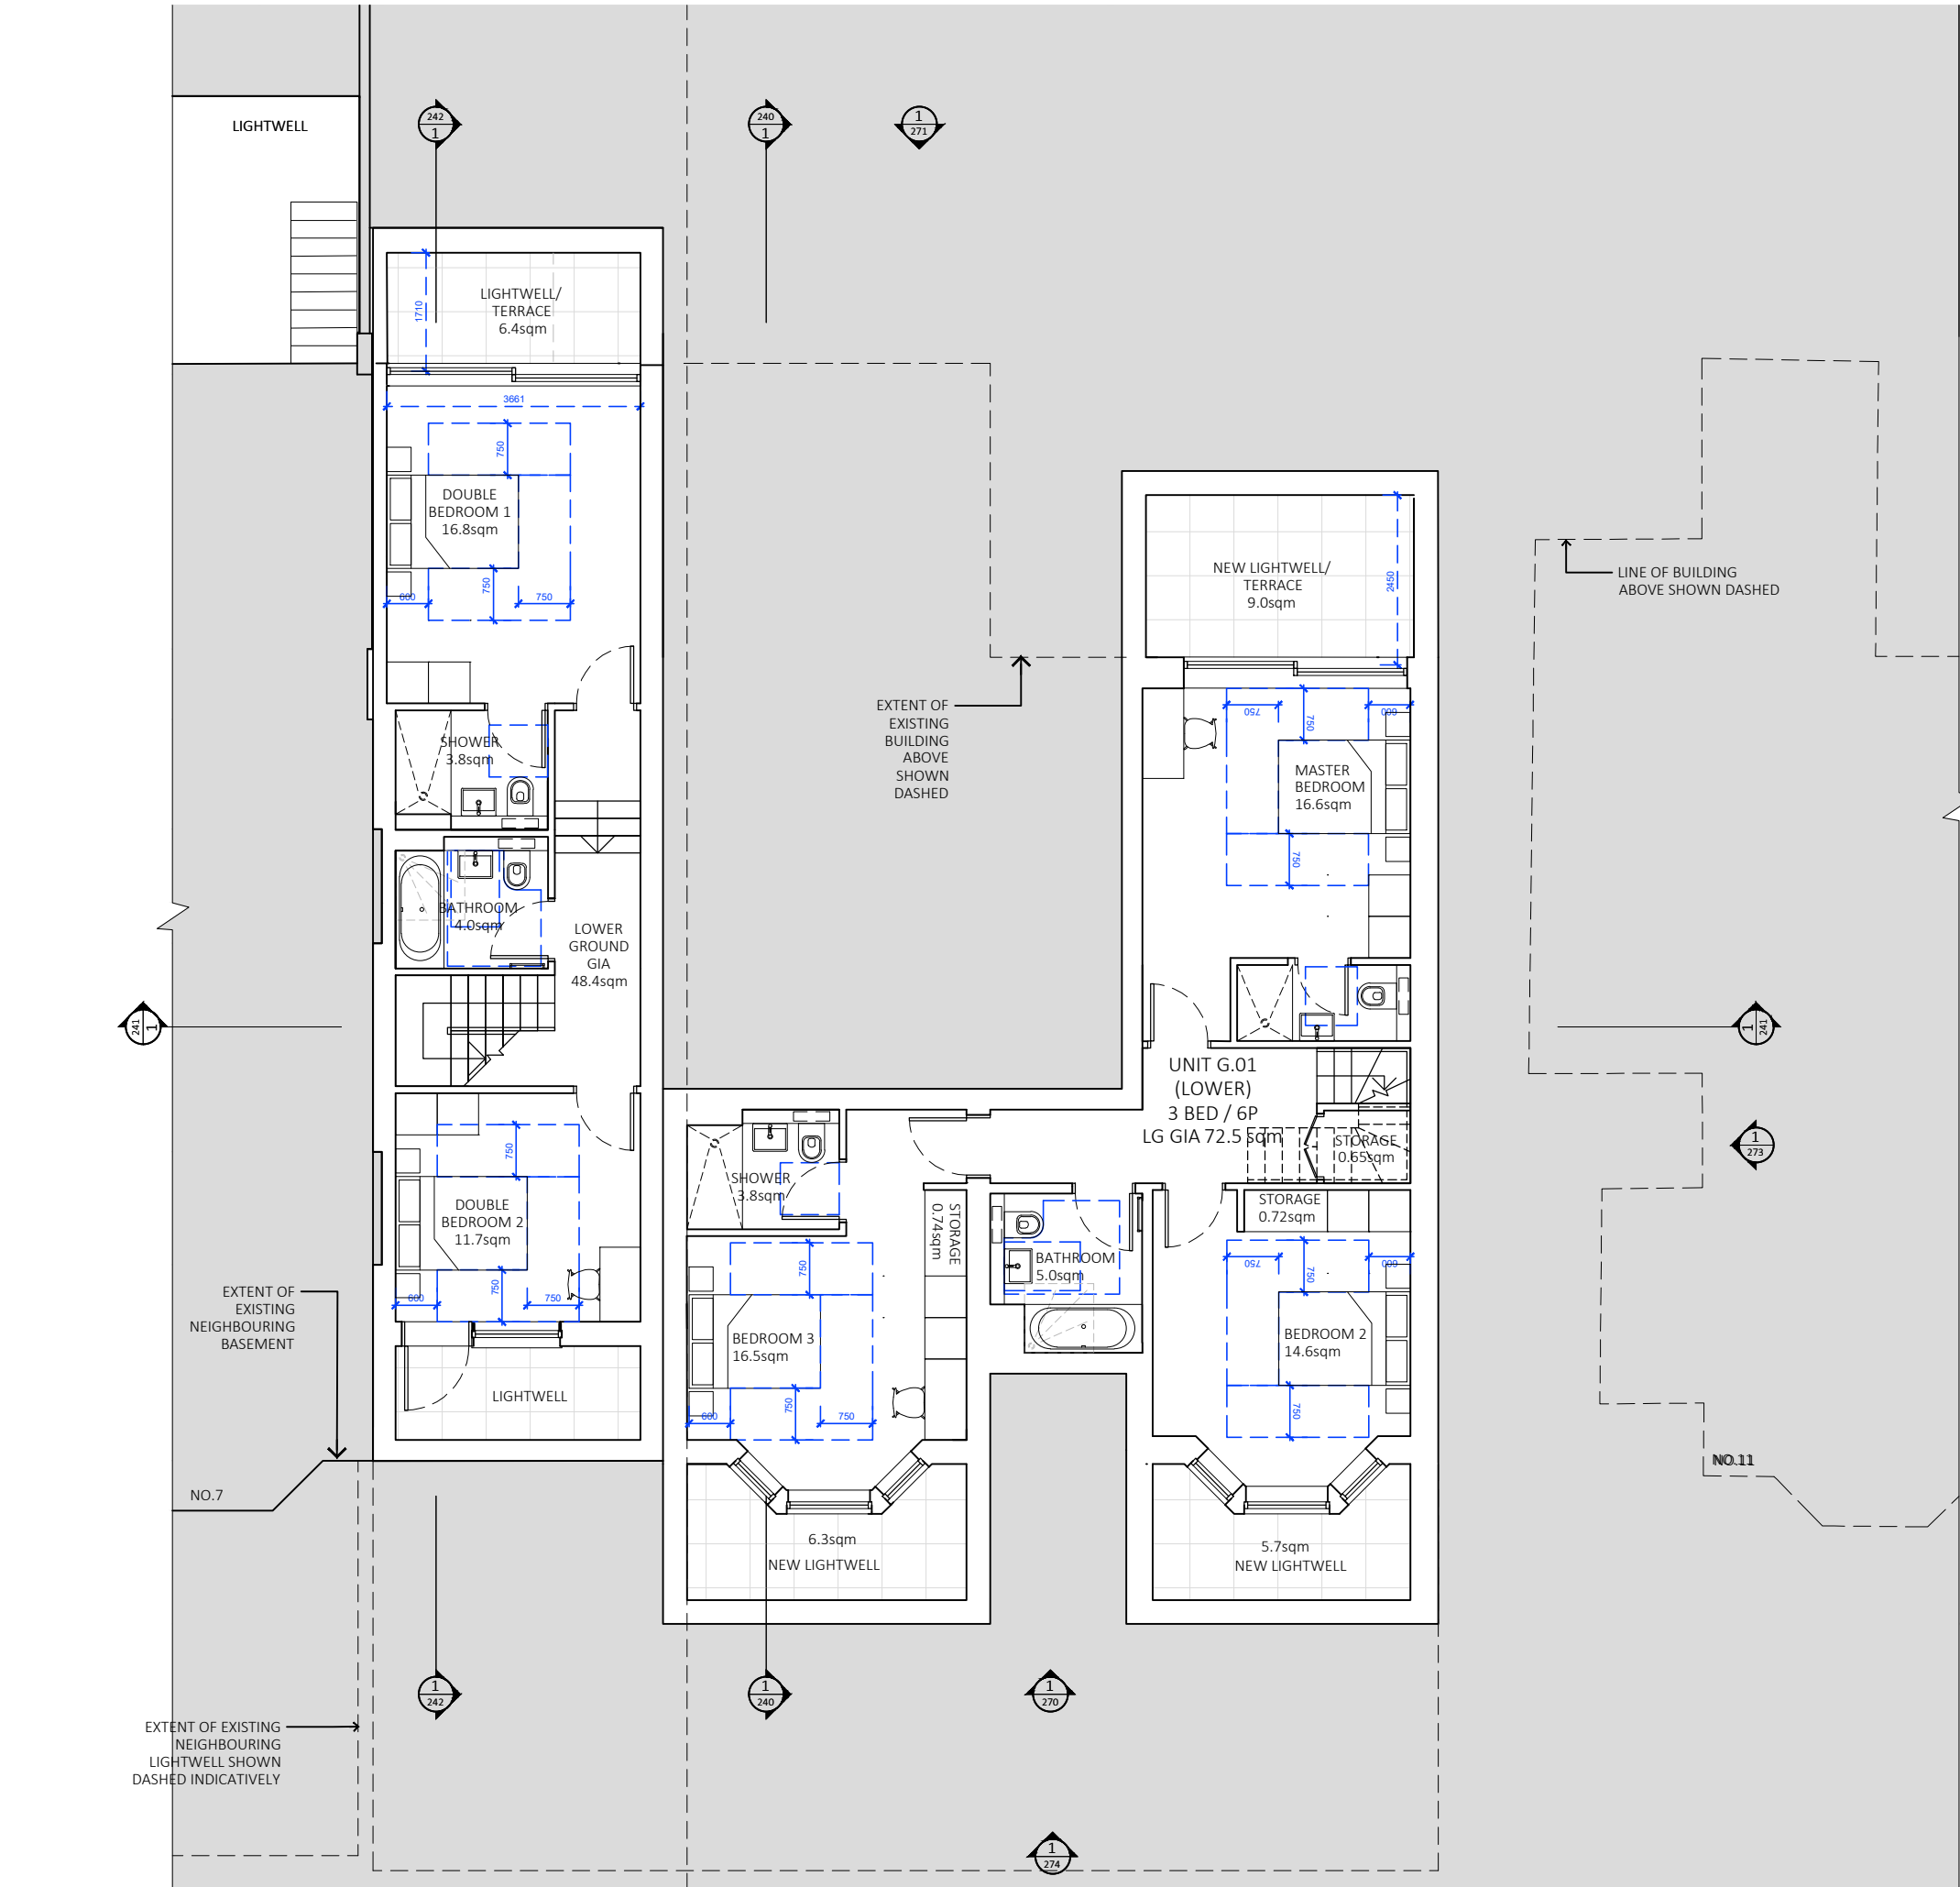 LIGHTWELL
242
1
240
1
1
271
LIGHTWELL/
TERRACE
6.4sqm
1710
3661
750
DOUBLE
BEDROOM 1
16.8sqm
750
600
750
SHOWER
3.8sqm
BATHROOM
4.0sqm
LOWER
GROUND
GIA
48.4sqm
241
1
DOUBLE
BEDROOM 2
11.7sqm
750
750
600
750
LIGHTWELL
EXTENT OF
EXISTING
NEIGHBOURING
BASEMENT
NO.7
EXTENT OF
EXISTING
BUILDING
ABOVE
SHOWN
DASHED
NEW LIGHTWELL/
TERRACE
9.0sqm
2450
LINE OF BUILDING
ABOVE SHOWN DASHED
750
750
600
MASTER
BEDROOM
16.6sqm
750
1
241
UNIT G.01
(LOWER)
3 BED / 6P
LG GIA 72.5 sqm
STORAGE
0.65sqm
1
273
SHOWER
3.8sqm
STORAGE
0.74sqm
STORAGE
0.72sqm
BATHROOM
5.0sqm
750
BEDROOM 3
16.5sqm
750
600
750
750
750
600
BEDROOM 2
14.6sqm
750
NO.11
6.3sqm
NEW LIGHTWELL
5.7sqm
NEW LIGHTWELL
1
242
1
240
1
270
EXTENT OF EXISTING
NEIGHBOURING
LIGHTWELL SHOWN
DASHED INDICATIVELY
1
274